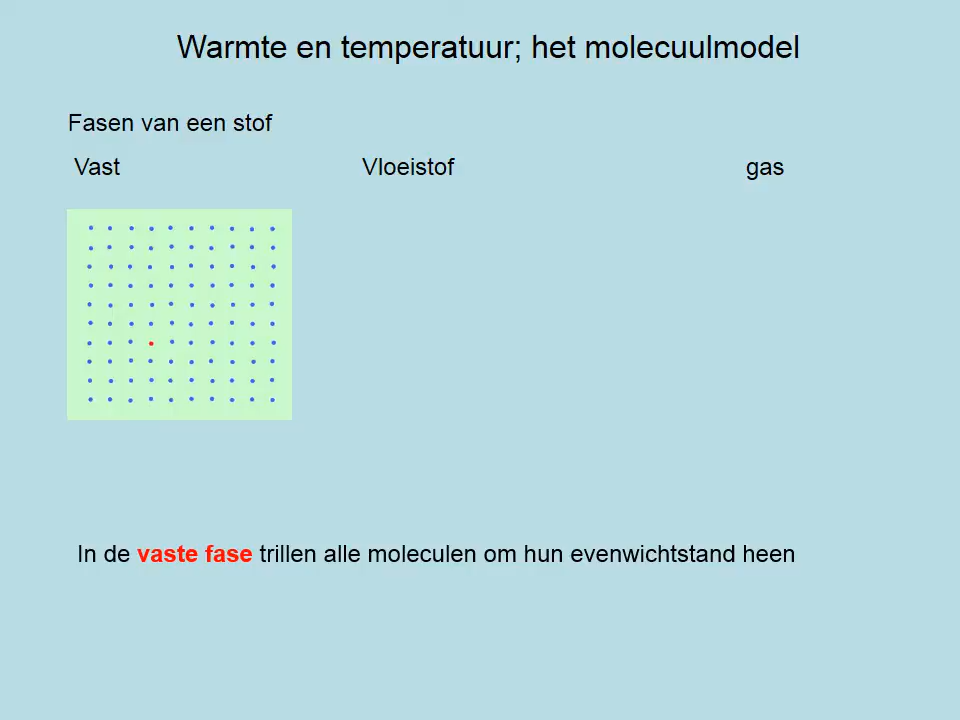 Warmte en temperatuur; het molecuulmodel
Fasen van een stof
Vast Vloeistof gas
In de vaste fase trillen alle moleculen om hun evenwichtstand heen